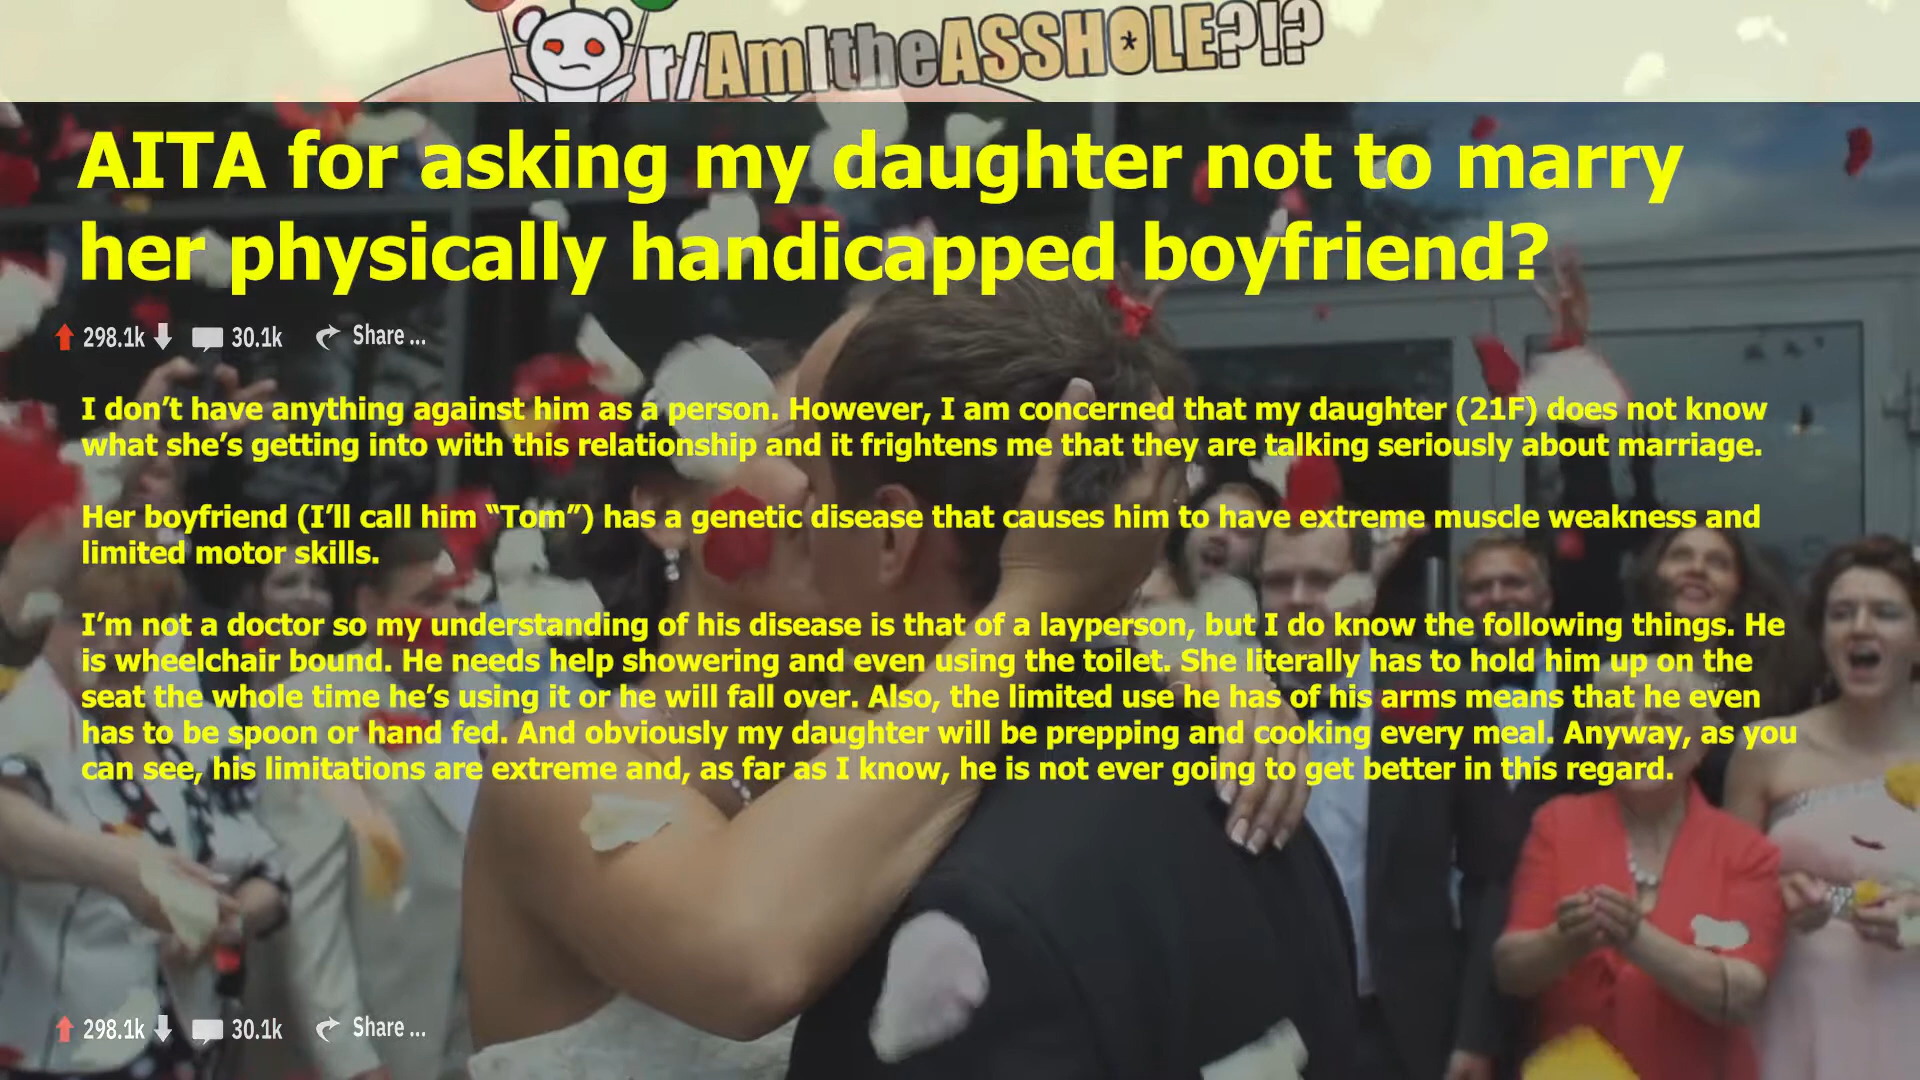 r/AmItheASSH*LE?!?
AITA for asking my daughter not to marry
her physically handicapped boyfriend?
298.1k 30.1k Share ...
I don't have anything against him as a person. However, I am concerned that my daughter (21F) does not know
what she's getting into with this relationship and it frightens me that they are talking seriously about marriage.
Her boyfriend (I'll call him “Tom”) has a genetic disease that causes him to have extreme muscle weakness and
limited motor skills.
I'm not a doctor so my understanding of his disease is that of a layperson, but I do know the following things. He
is wheelchair bound. He needs help showering and even using the toilet. She literally has to hold him up on the
seat the whole time he's using it or he will fall over. Also, the limited use he has of his arms means that he even
has to be spoon or hand fed. And obviously my daughter will be prepping and cooking every meal. Anyway, as you
can see, his limitations are extreme and, as far as I know, he is not ever going to get better in this regard.
298.1k 30.1k Share ...